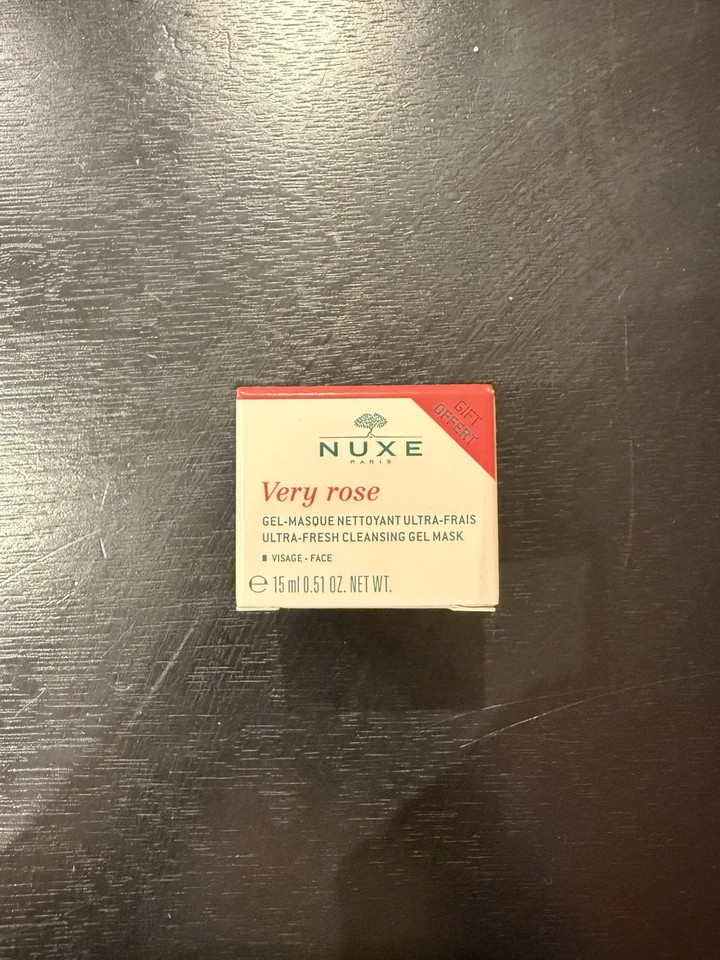 GIFT
OFFERT
NUXE
PARIS
Very rose
GEL-MASQUE NETTOYANT ULTRA-FRAIS
ULTRA-FRESH CLEANSING GEL MASK
VISAGE - FACE
℮ 15 ml 0.51 OZ. NET WT.